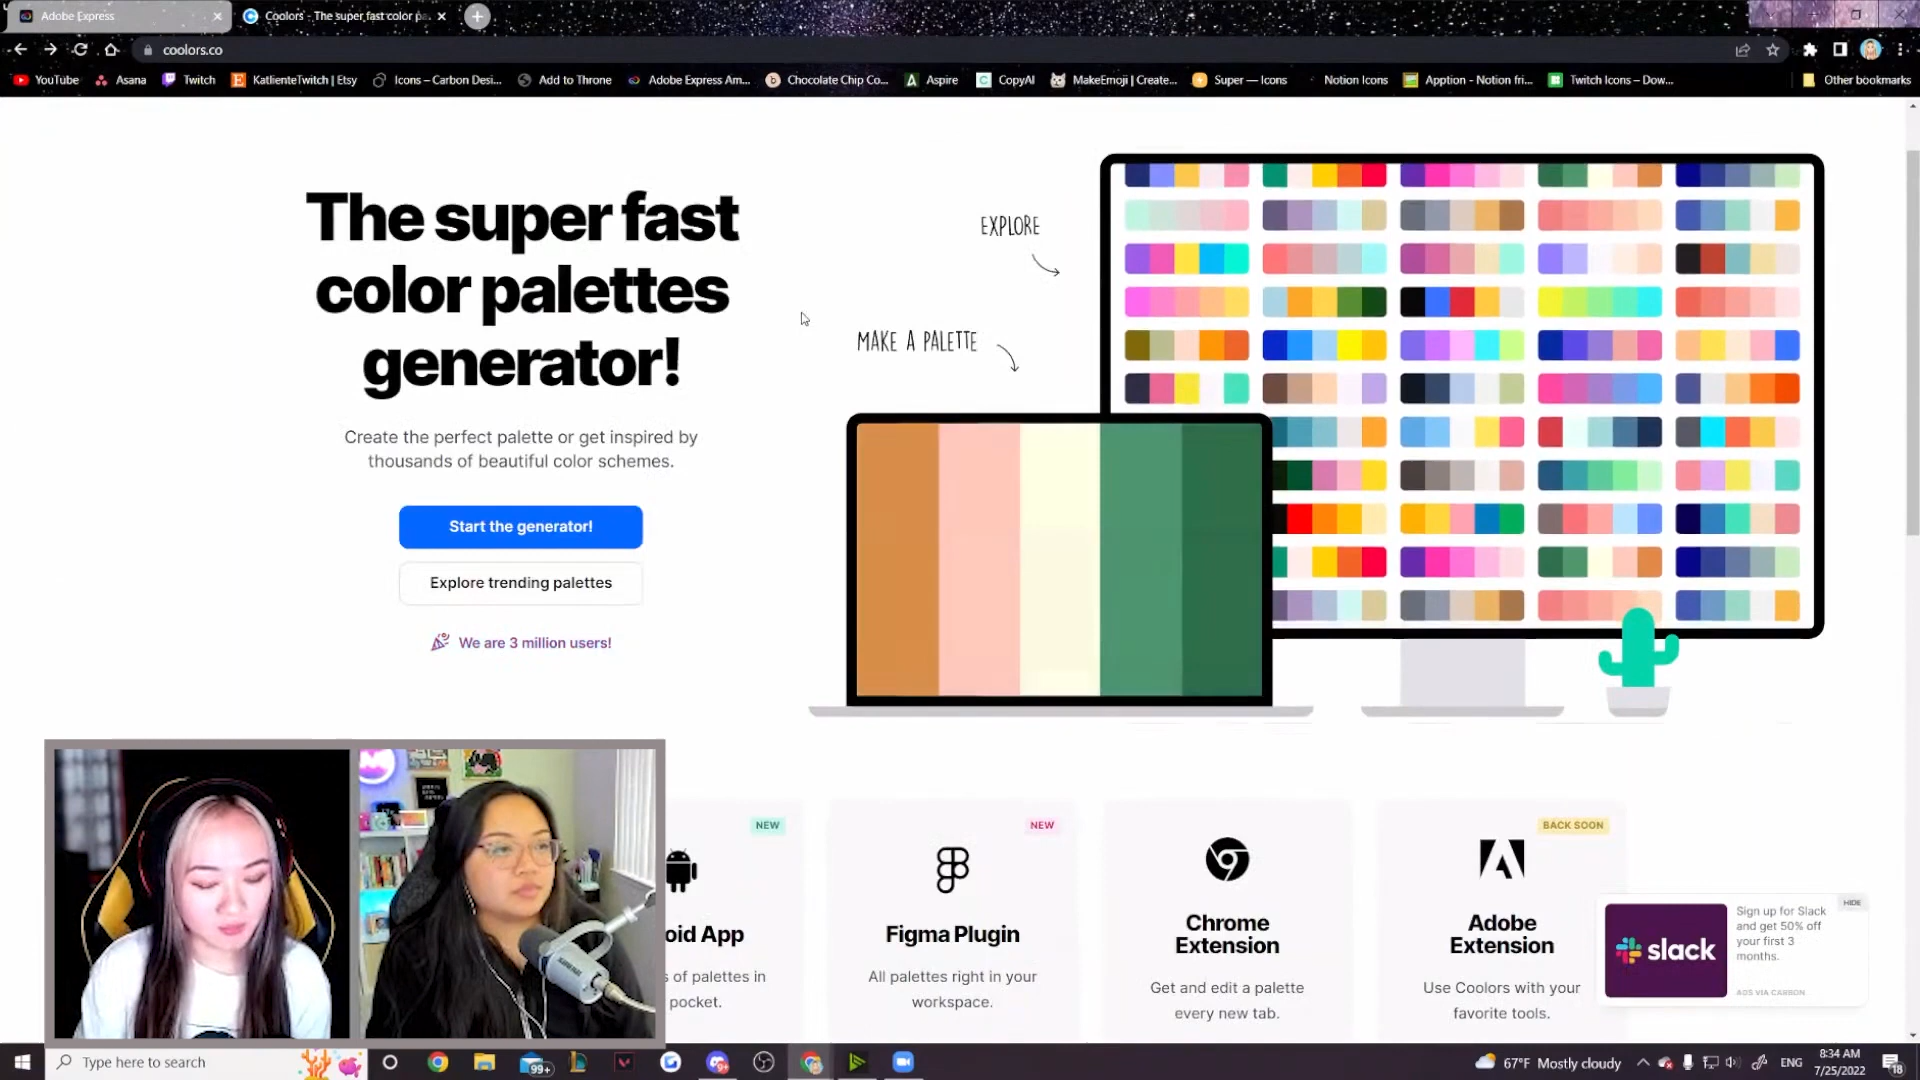 Adobe Express
Coolors - The super fast color pa
coolors.co
YouTube
Asana
Twitch
KatlienteTwitch | Etsy
Icons – Carbon Desi...
Add to Throne
Adobe Express Am...
Chocolate Chip Co...
Aspire
CopyAI
MakeEmoji | Create...
Super — Icons
Notion Icons
Apption - Notion fri...
Twitch Icons – Dow...
Other bookmarks
The super fast
color palettes
generator!
Create the perfect palette or get inspired by
thousands of beautiful color schemes.
Start the generator!
Explore trending palettes
We are 3 million users!
EXPLORE
MAKE A PALETTE
NEW
oid App
s of palettes in
pocket.
NEW
Figma Plugin
All palettes right in your
workspace.
Chrome
Extension
Get and edit a palette
every new tab.
BACK SOON
Adobe
Extension
Use Coolors with your
favorite tools.
HIDE
slack
Sign up for Slack
and get 50% off
your first 3
months.
ADS VIA CARBON
Type here to search
99+
67°F Mostly cloudy
ENG
8:34 AM
7/25/2022
18